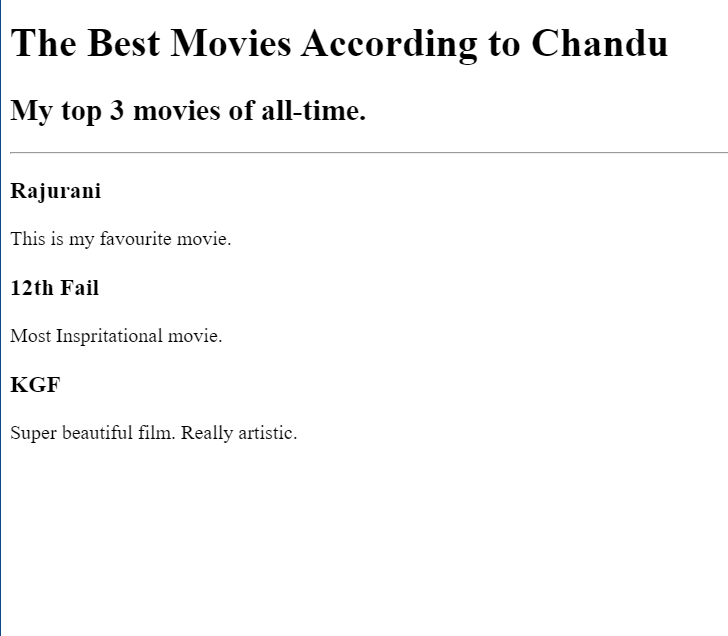 The Best Movies According to Chandu
My top 3 movies of all-time.
Rajurani
This is my favourite movie.
12th Fail
Most Inspritational movie.
KGF
Super beautiful film. Really artistic.